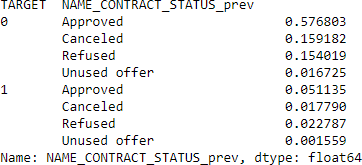 TARGET  NAME_CONTRACT_STATUS_prev
0       Approved                     0.576803
        Canceled                     0.159182
        Refused                      0.154019
        Unused offer                 0.016725
1       Approved                     0.051135
        Canceled                     0.017790
        Refused                      0.022787
        Unused offer                 0.001559
Name: NAME_CONTRACT_STATUS_prev, dtype: float64